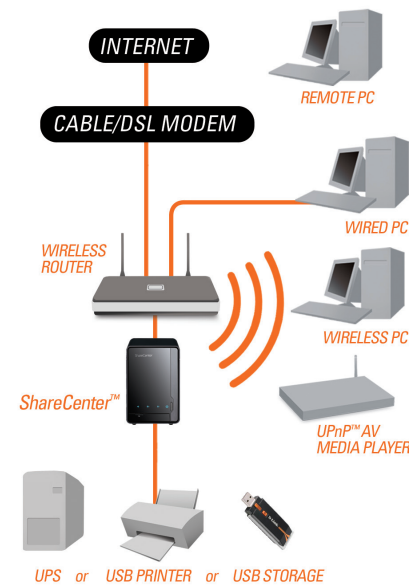 INTERNET
REMOTE PC
CABLE/DSL MODEM
WIRED PC
WIRELESS
ROUTER
WIRELESS PC
ShareCenter™
UPnP™ AV
MEDIA PLAYER
UPS or USB PRINTER or USB STORAGE